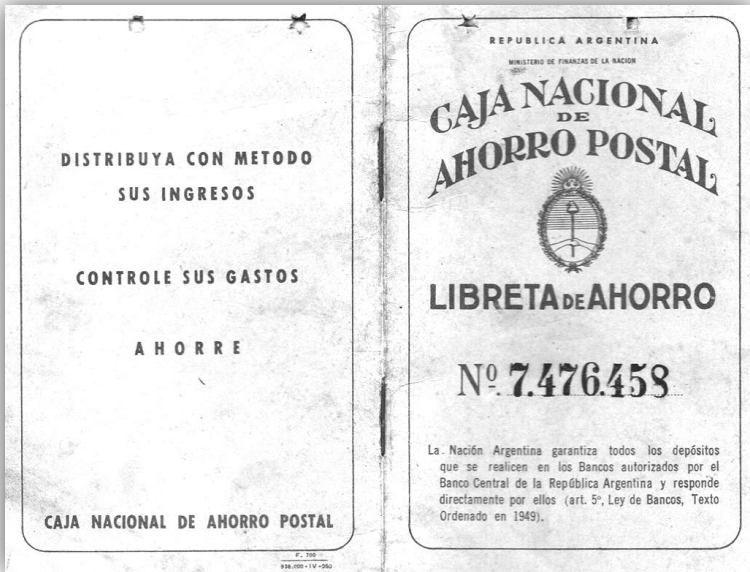 DISTRIBUYA CON METODO
SUS INGRESOS
CONTROLE SUS GASTOS
AHORRE
CAJA NACIONAL DE AHORRO POSTAL
F. 700
REPUBLICA ARGENTINA
MINISTERIO DE FINANZAS DE LA NACION
CAJA NACIONAL
DE
AHORRO POSTAL
LIBRETA DE AHORRO
Nº 7.476.458
La Nación Argentina garantiza todos los depósitos
que se realicen en los Bancos autorizados por el
Banco Central de la República Argentina y responde
directamente por ellos (art. 5º, Ley de Bancos, Texto
Ordenado en 1949).